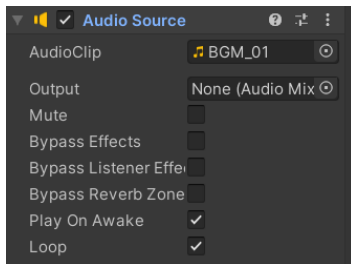 Audio Source
AudioClip BGM_01
Output None (Audio Mix
Mute
Bypass Effects
Bypass Listener Effe
Bypass Reverb Zone
Play On Awake
Loop